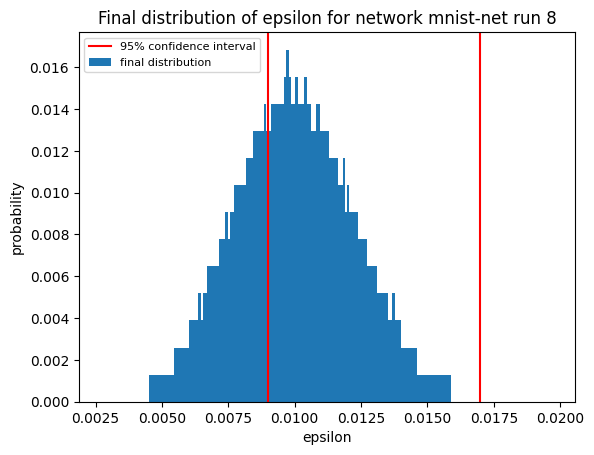 Final distribution of epsilon for network mnist-net run 8
95% confidence interval
final distribution
probability
0.016
0.014
0.012
0.010
0.008
0.006
0.004
0.002
0.000
0.0025 0.0050 0.0075 0.0100 0.0125 0.0150 0.0175 0.0200
epsilon